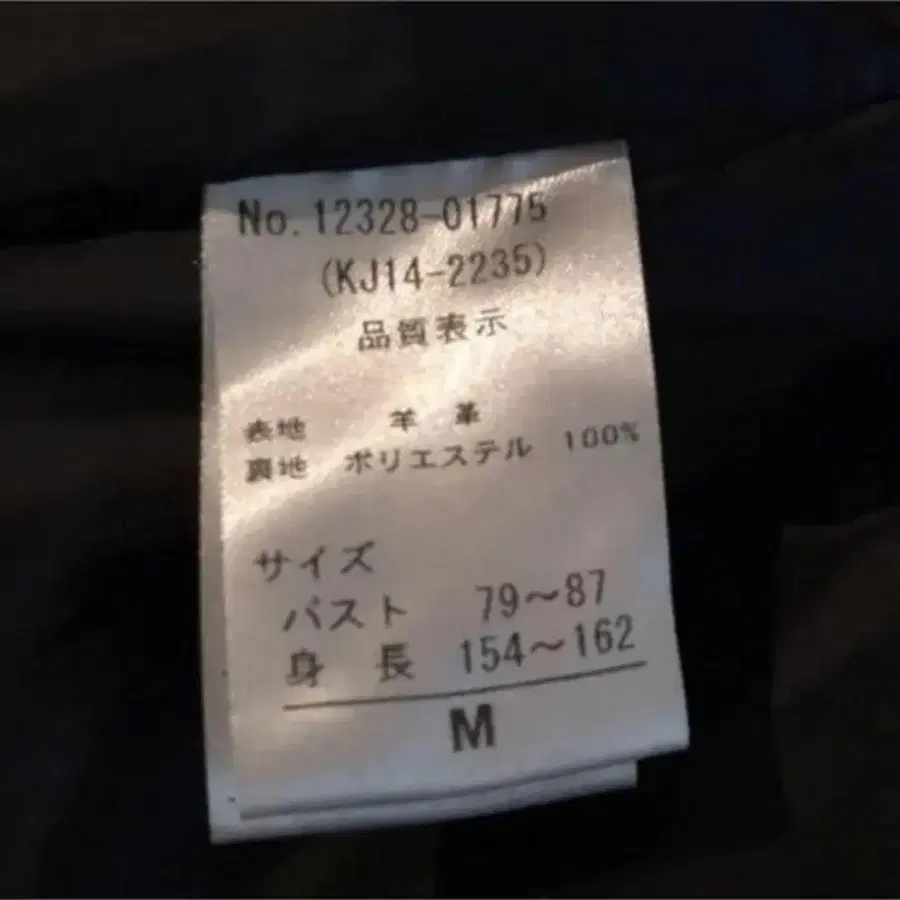 No. 12328-01775
(KJ14-2235)
品質表示
表地 羊 革
裏地 ポリエステル 100%
サイズ
バスト 79～87
身 長 154～162
M